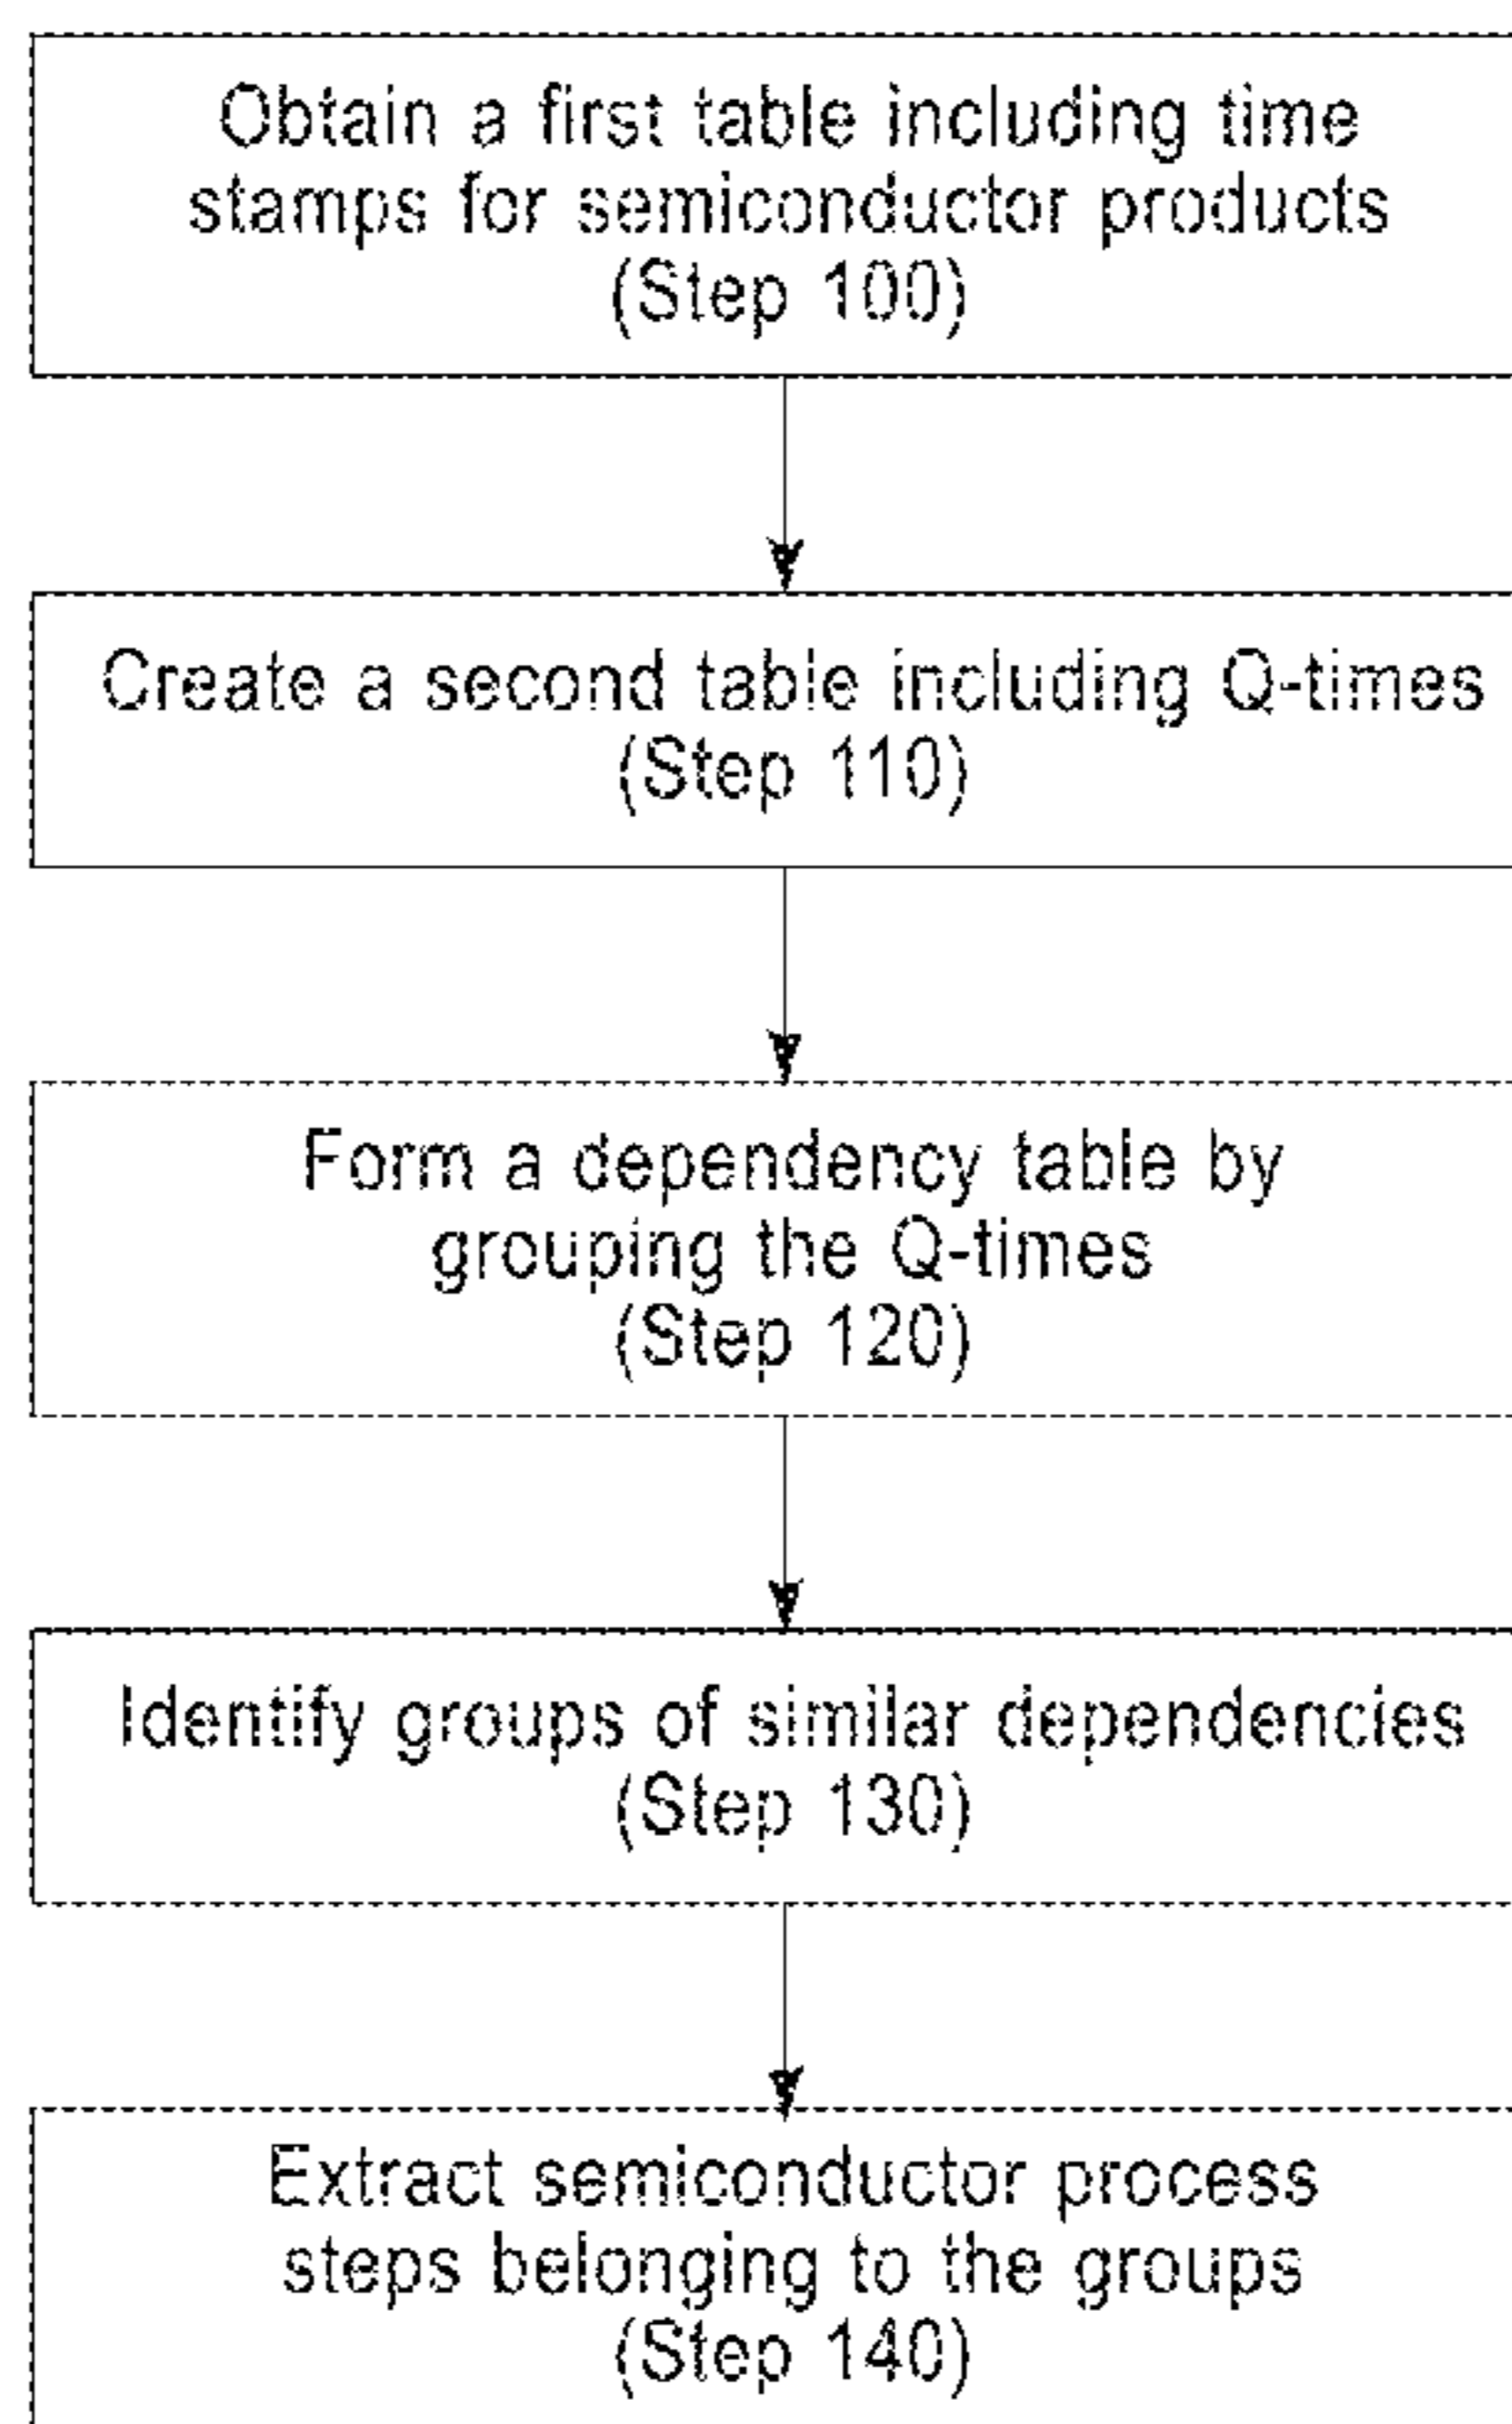 Obtain a first table including time
stamps for semiconductor products
(Step 100)
Create a second table including Q-times
(Step 110)
Form a dependency table by
grouping the Q-times
(Step 120)
Identify groups of similar dependencies
(Step 130)
Extract semiconductor process
steps belonging to the groups
(Step 140)